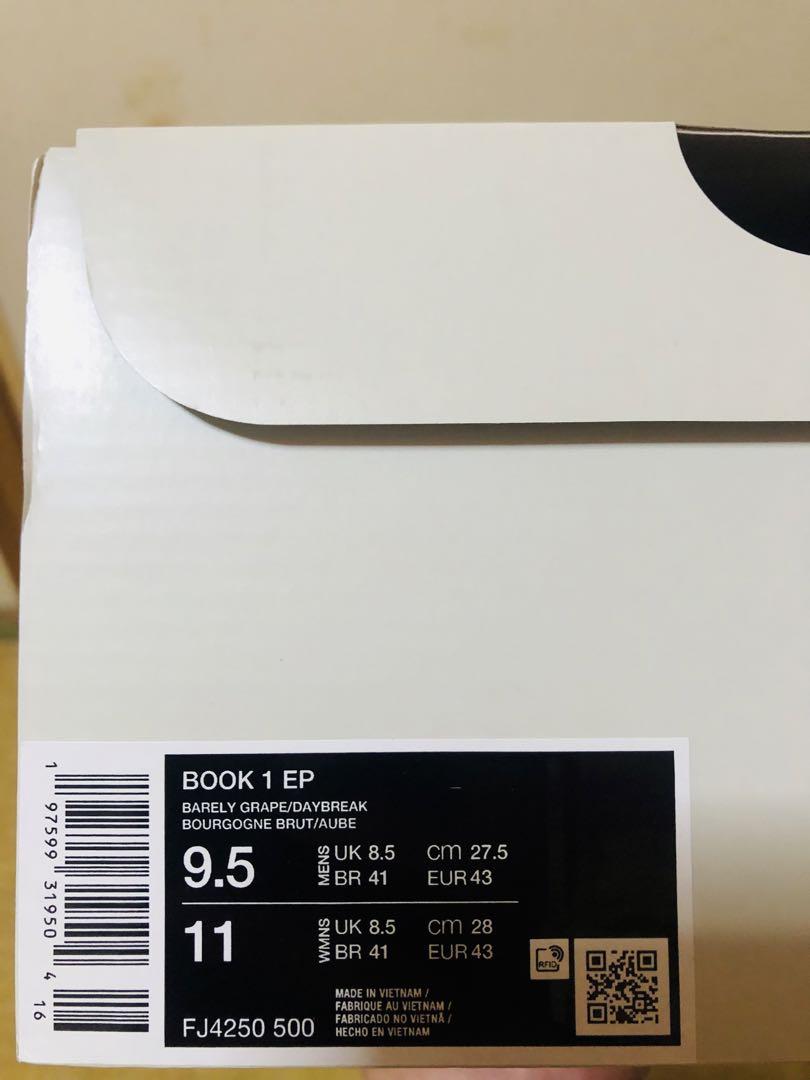 BOOK 1 EP
BARELY GRAPE/DAYBREAK
BOURGOGNE BRUT/AUBE
9.5 MENS UK 8.5 cm 27.5
BR 41 EUR 43
11 WMNS UK 8.5 cm 28
BR 41 EUR 43
RFID
FJ4250 500
MADE IN VIETNAM /
FABRIQUE AU VIETNAM /
FABRICADO NO VIETNÃ /
HECHO EN VIETNAM
1 97599 31950 4 16